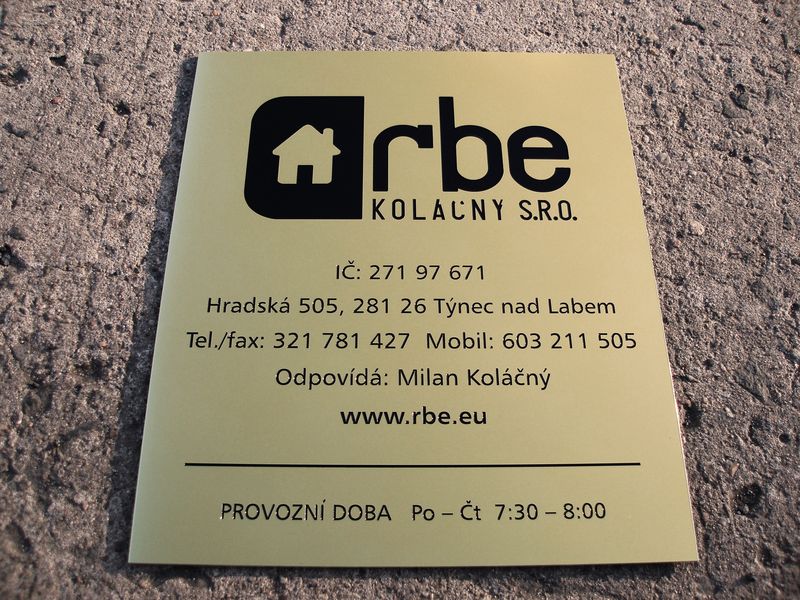 rbe
KOLÁČNÝ S.R.O.
IČ: 271 97 671
Hradská 505, 281 26 Týnec nad Labem
Tel./fax: 321 781 427 Mobil: 603 211 505
Odpovídá: Milan Koláčný
www.rbe.eu
PROVOZNÍ DOBA Po – Čt 7:30 – 8:00